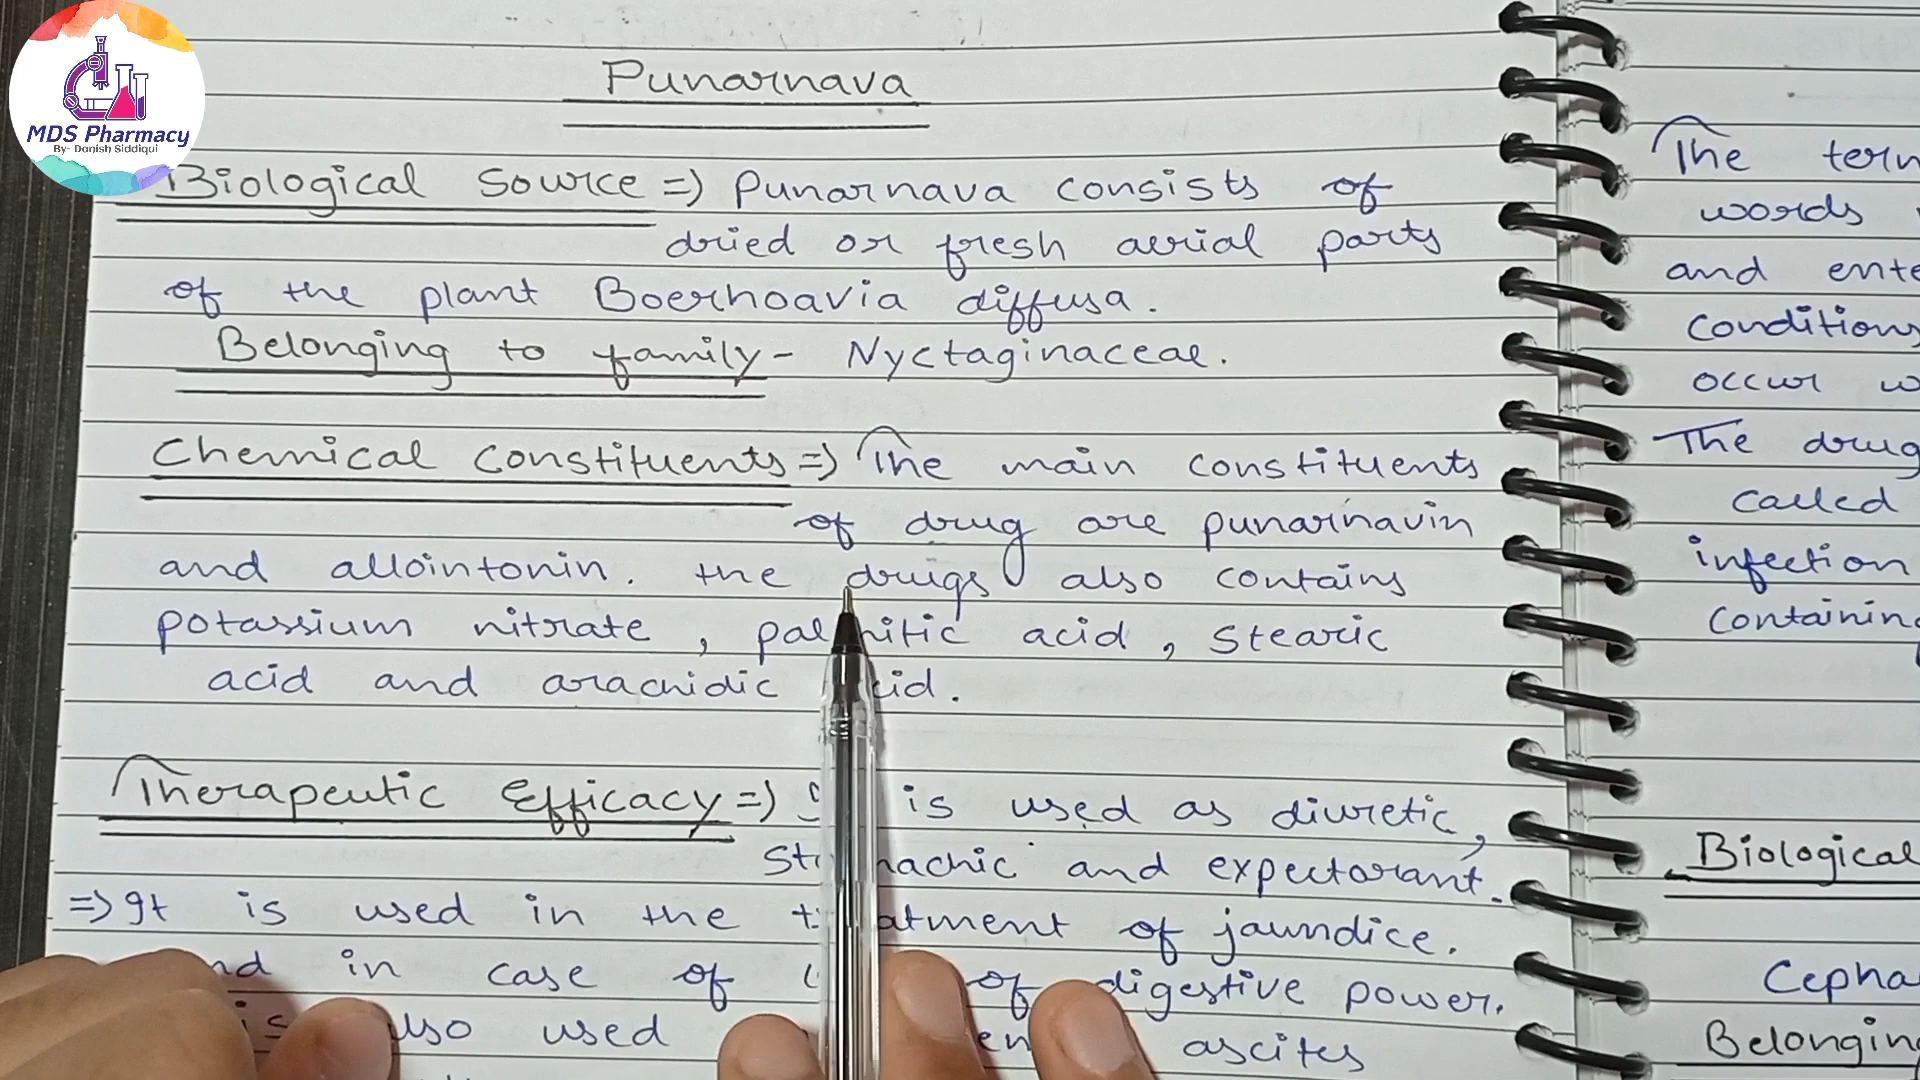 MDS Pharmacy
By- Danish Siddiqui
Punarnava
Biological Source => Punarnava consists of
dried or fresh aerial parts
of the plant Boerhoavia diffusa.
Belonging to family - Nyctaginaceae.
Chemical constituents => The main constituents
of drug are punarnavin
and allointonin. the drugs also contains
potassium nitrate, palmitic acid, stearic
acid and arachidic acid.
Therapeutic Efficacy => It is used as diuretic,
stomachic and expectorant.
=> It is used in the treatment of jaundice.
and in case of of digestive power.
is also used ascites
The
words
and
conditions
occur
The drug
called
infection
containing
Biological
Belonging